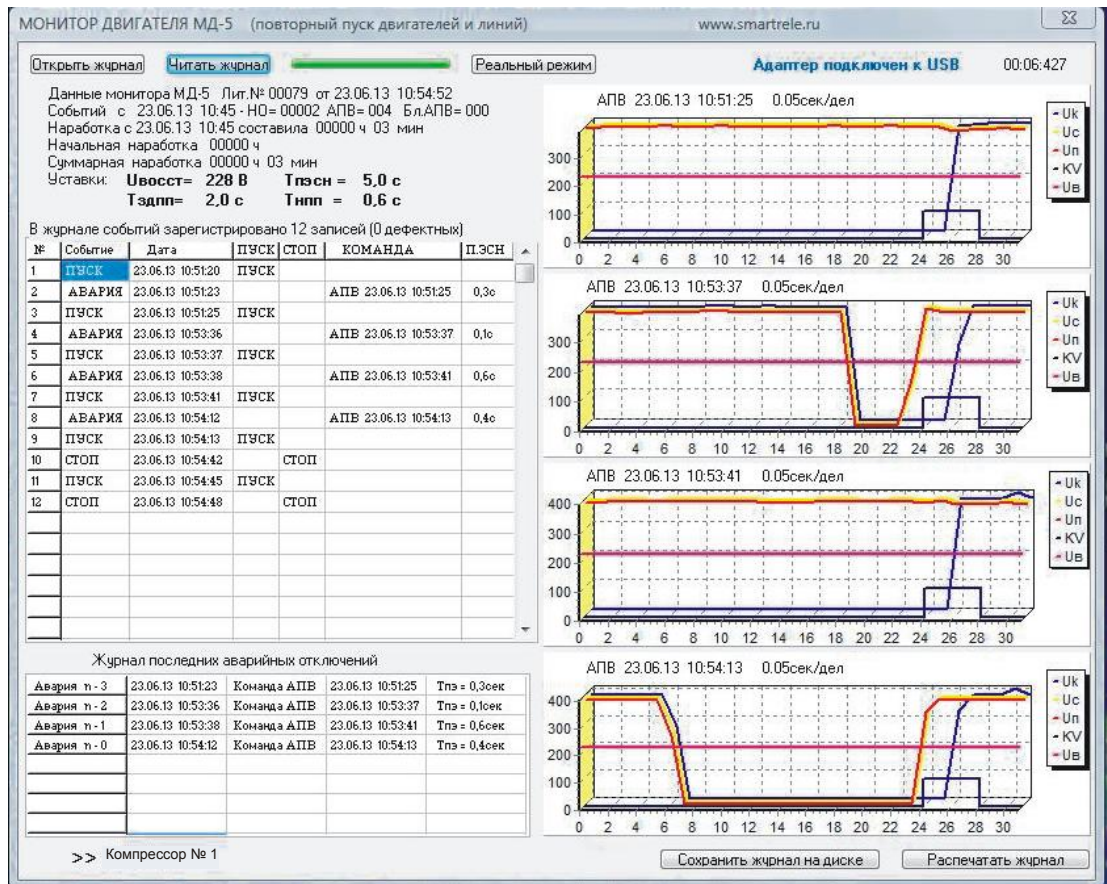 МОНИТОР ДВИГАТЕЛЯ МД-5 (повторный пуск двигателей и линий) www.smartrele.ru
Открыть журнал Читать журнал Реальный режим Адаптер подключен к USB 00:06:427
Данные монитора МД-5 Лит.№ 00079 от 23.06.13 10:54:52
Событий с 23.06.13 10:45 - НО= 00002 АПВ= 004 Бл.АПВ= 000
Наработка с 23.06.13 10:45 составила 00000 ч 03 мин
Начальная наработка 00000 ч
Суммарная наработка 00000 ч 03 мин
Уставки: Uвосст= 228 В Тпэсн = 5,0 с
Тздпп= 2,0 с Тнпп = 0,6 с
В журнале событий зарегистрировано 12 записей (0 дефектных)
№ Событие Дата ПУСК СТОП КОМАНДА П.ЭСН
1 ПУСК 23.06.13 10:51:20 ПУСК
2 АВАРИЯ 23.06.13 10:51:23 АПВ 23.06.13 10:51:25 0,3с
3 ПУСК 23.06.13 10:51:25 ПУСК
4 АВАРИЯ 23.06.13 10:53:36 АПВ 23.06.13 10:53:37 0,1с
5 ПУСК 23.06.13 10:53:37 ПУСК
6 АВАРИЯ 23.06.13 10:53:38 АПВ 23.06.13 10:53:41 0,6с
7 ПУСК 23.06.13 10:53:41 ПУСК
8 АВАРИЯ 23.06.13 10:54:12 АПВ 23.06.13 10:54:13 0,4с
9 ПУСК 23.06.13 10:54:13 ПУСК
10 СТОП 23.06.13 10:54:42 СТОП
11 ПУСК 23.06.13 10:54:45 ПУСК
12 СТОП 23.06.13 10:54:48 СТОП
Журнал последних аварийных отключений
Авария n - 3 23.06.13 10:51:23 Команда АПВ 23.06.13 10:51:25 Тпэ = 0,3сек
Авария n - 2 23.06.13 10:53:36 Команда АПВ 23.06.13 10:53:37 Тпэ = 0,1сек
Авария n - 1 23.06.13 10:53:38 Команда АПВ 23.06.13 10:53:41 Тпэ = 0,6сек
Авария n - 0 23.06.13 10:54:12 Команда АПВ 23.06.13 10:54:13 Тпэ = 0,4сек
>> Компрессор № 1
АПВ 23.06.13 10:51:25 0.05сек/дел
300
200
100
0
0 2 4 6 8 10 12 14 16 18 20 22 24 26 28 30
Uk
Uc
Uп
KV
Uв
АПВ 23.06.13 10:53:37 0.05сек/дел
300
200
100
0
0 2 4 6 8 10 12 14 16 18 20 22 24 26 28 30
Uk
Uc
Uп
KV
Uв
АПВ 23.06.13 10:53:41 0.05сек/дел
400
300
200
100
0
0 2 4 6 8 10 12 14 16 18 20 22 24 26 28 30
Uk
Uc
Uп
KV
Uв
АПВ 23.06.13 10:54:13 0.05сек/дел
400
300
200
100
0
0 2 4 6 8 10 12 14 16 18 20 22 24 26 28 30
Uk
Uc
Uп
KV
Uв
Сохранить журнал на диске Распечатать журнал